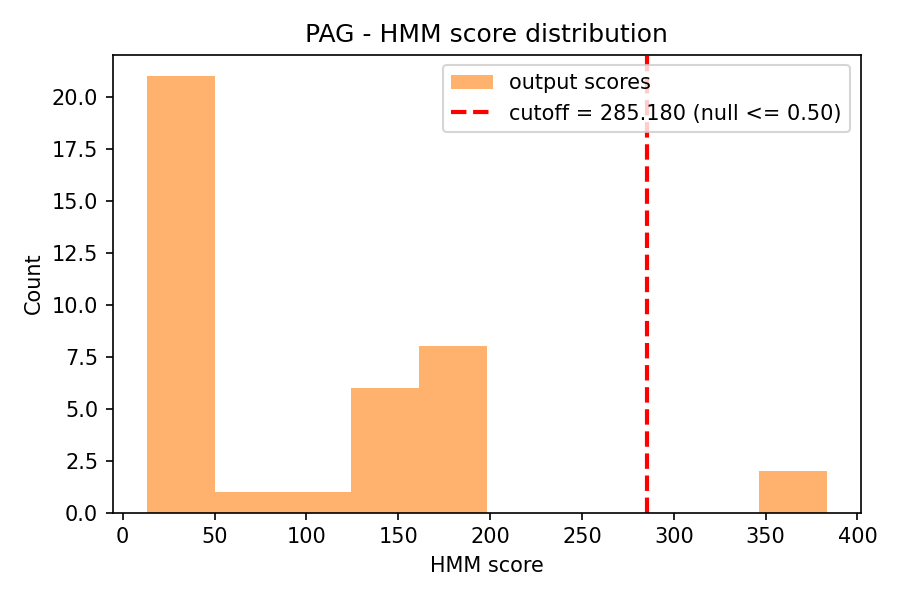 PAG - HMM score distribution
output scores
cutoff = 285.180 (null <= 0.50)
20.0
17.5
15.0
12.5
10.0
7.5
5.0
2.5
0.0
Count
0 50 100 150 200 250 300 350 400
HMM score